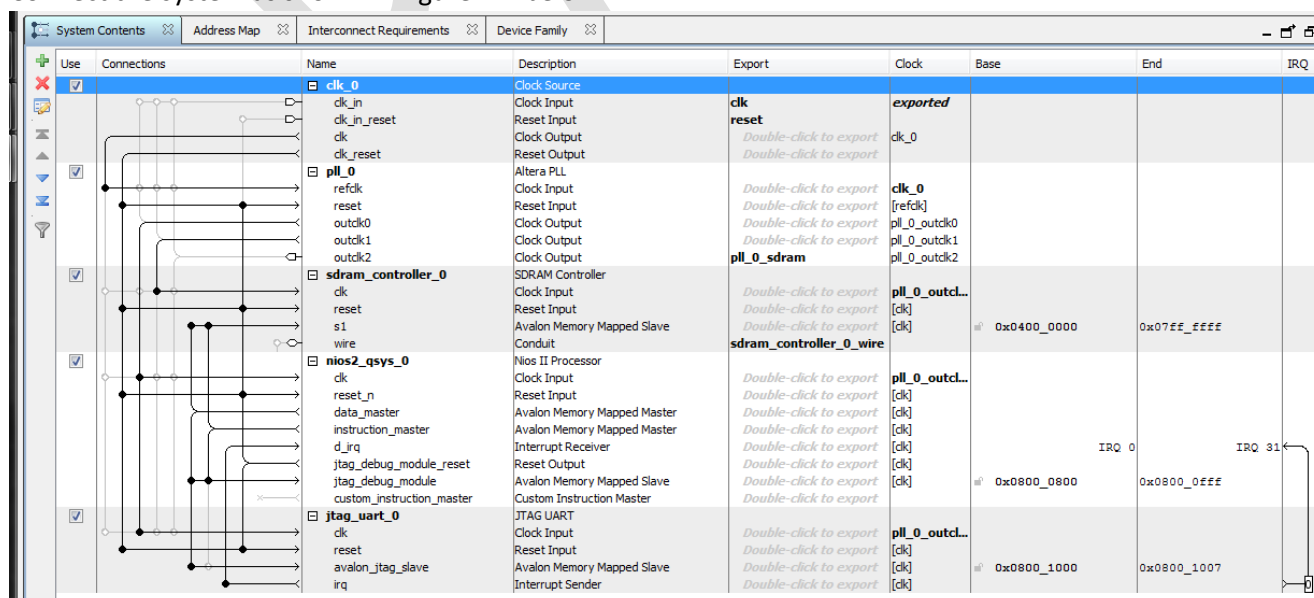 System Contents Address Map Interconnect Requirements Device Family
Use Connections Name Description Export Clock Base End IRQ
clk_0 Clock Source
clk_in Clock Input clk exported
clk_in_reset Reset Input reset
clk Clock Output Double-click to export clk_0
clk_reset Reset Output Double-click to export
pll_0 Altera PLL
refclk Clock Input Double-click to export clk_0
reset Reset Input Double-click to export [refclk]
outclk0 Clock Output Double-click to export pll_0_outclk0
outclk1 Clock Output Double-click to export pll_0_outclk1
outclk2 Clock Output pll_0_sdram pll_0_outclk2
sdram_controller_0 SDRAM Controller
clk Clock Input Double-click to export pll_0_outcl...
reset Reset Input Double-click to export [clk]
s1 Avalon Memory Mapped Slave Double-click to export [clk] 0x0400_0000 0x07ff_ffff
wire Conduit sdram_controller_0_wire
nios2_qsys_0 Nios II Processor
clk Clock Input Double-click to export pll_0_outcl...
reset_n Reset Input Double-click to export [clk]
data_master Avalon Memory Mapped Master Double-click to export [clk]
instruction_master Avalon Memory Mapped Master Double-click to export [clk]
d_irq Interrupt Receiver Double-click to export [clk] IRQ 0 IRQ 31
jtag_debug_module_reset Reset Output Double-click to export [clk]
jtag_debug_module Avalon Memory Mapped Slave Double-click to export [clk] 0x0800_0800 0x0800_0fff
custom_instruction_master Custom Instruction Master Double-click to export
jtag_uart_0 JTAG UART
clk Clock Input Double-click to export pll_0_outcl...
reset Reset Input Double-click to export [clk]
avalon_jtag_slave Avalon Memory Mapped Slave Double-click to export [clk] 0x0800_1000 0x0800_1007
irq Interrupt Sender Double-click to export [clk] 0